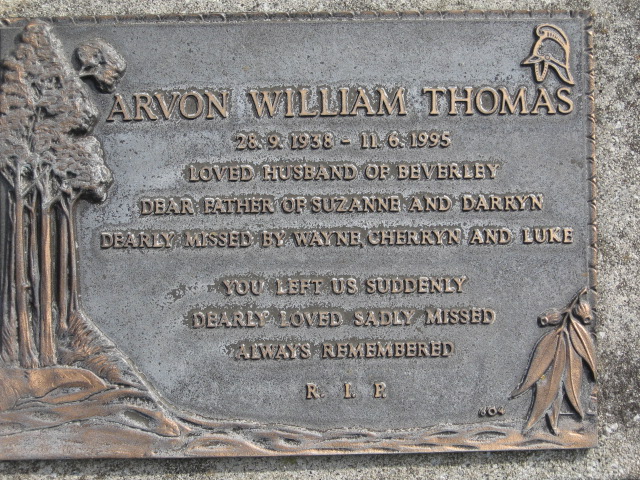 ARVON WILLIAM THOMAS
28. 9. 1938 - 11. 6. 1995
LOVED HUSBAND OF BEVERLEY
DEAR FATHER OF SUZANNE AND DARRYN
DEARLY MISSED BY WAYNE, CHERRYN AND LUKE
YOU LEFT US SUDDENLY
DEARLY LOVED SADLY MISSED
ALWAYS REMEMBERED
R. I. P.